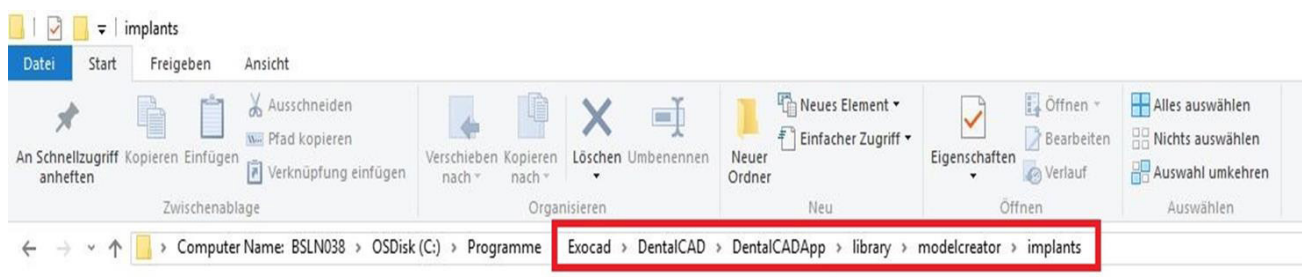 implants
Datei Start Freigeben Ansicht
An Schnellzugriff anheften
Kopieren
Einfügen
Ausschneiden
Pfad kopieren
Verknüpfung einfügen
Zwischenablage
Verschieben nach
Kopieren nach
Löschen
Umbenennen
Organisieren
Neuer Ordner
Neues Element
Einfacher Zugriff
Neu
Eigenschaften
Öffnen
Bearbeiten
Verlauf
Öffnen
Alles auswählen
Nichts auswählen
Auswahl umkehren
Auswählen
Computer Name: BSLN038 > OSDisk (C:) > Programme Exocad > DentalCAD > DentalCADApp > library > modelcreator > implants